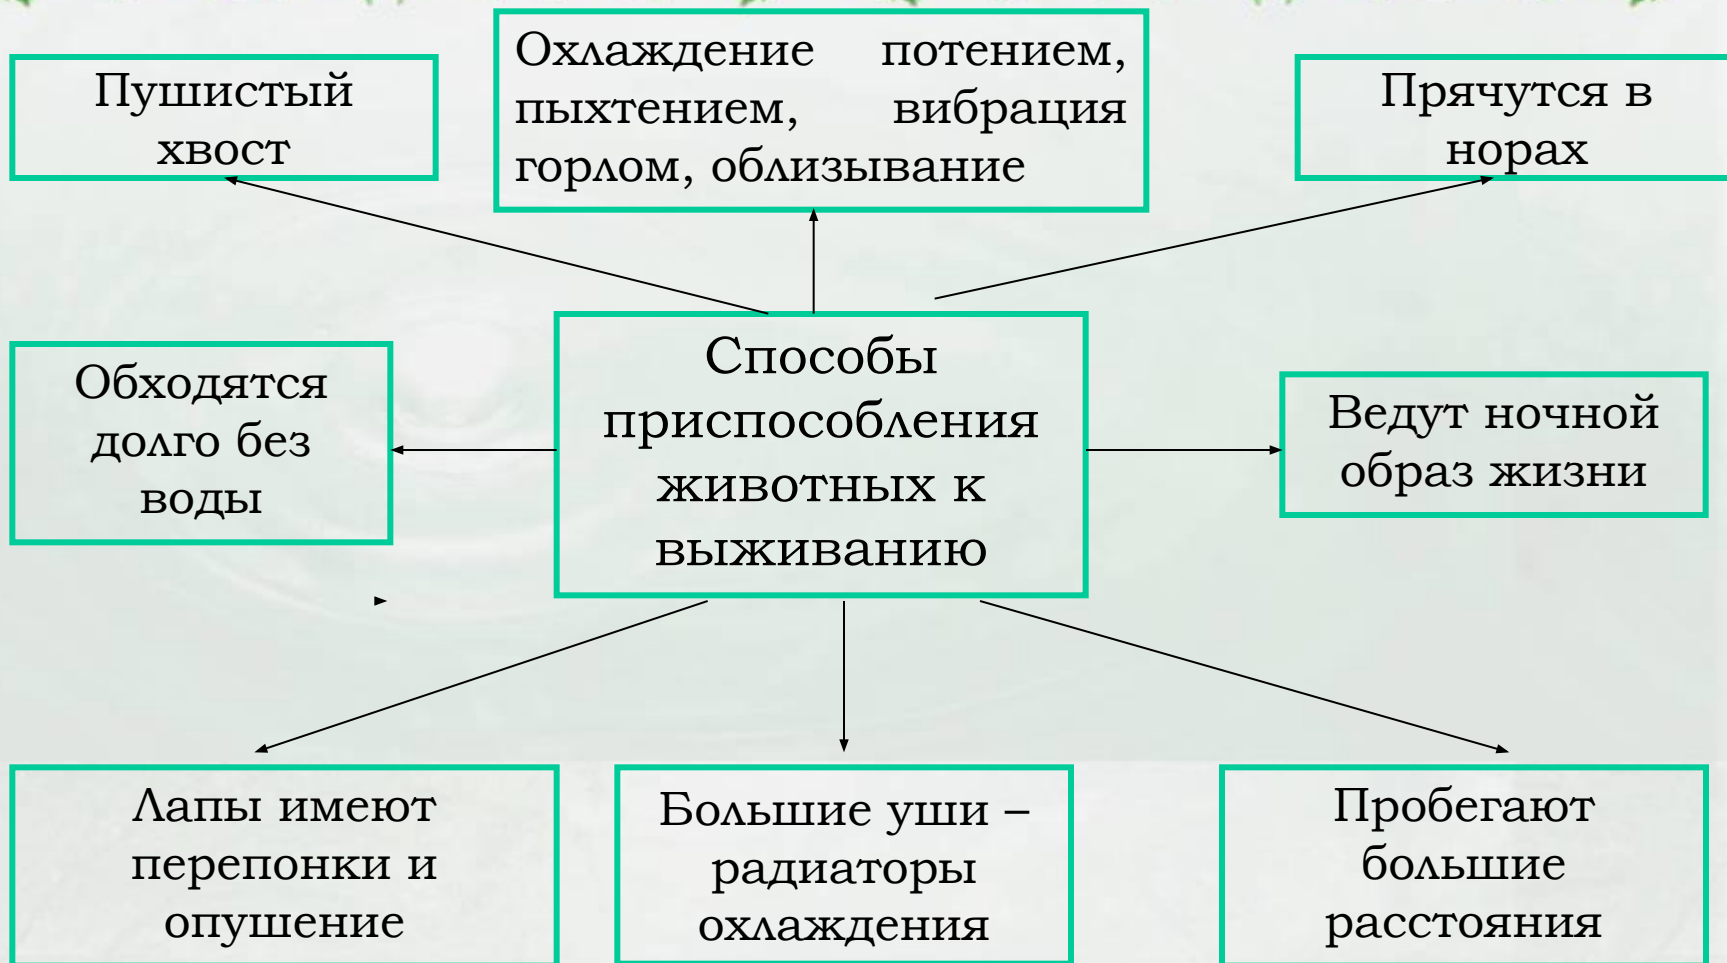 Пушистый
хвост
Охлаждение потением,
пыхтением, вибрация
горлом, облизывание
Прячутся в
норах
Обходятся
долго без
воды
Способы
приспособления
животных к
выживанию
Ведут ночной
образ жизни
Лапы имеют
перепонки и
опушение
Большие уши –
радиаторы
охлаждения
Пробегают
большие
расстояния